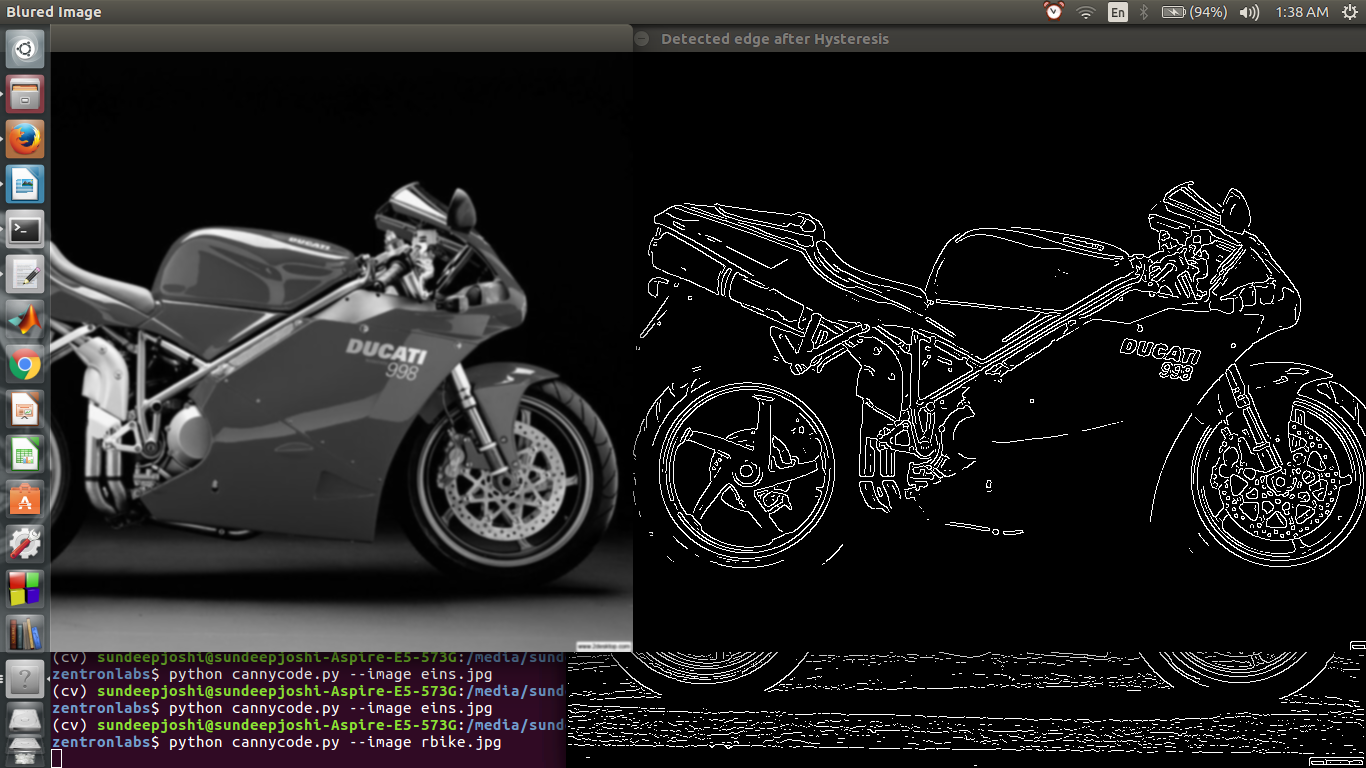 Blured Image
En
(94%)
1:38 AM
Detected edge after Hysteresis
DUCATI
DUCATI
998
DUCATI
998
(cv) sundeepjoshi@sundeepjoshi-Aspire-E5-573G:/media/sund
zentronlabs$ python cannycode.py --image eins.jpg
(cv) sundeepjoshi@sundeepjoshi-Aspire-E5-573G:/media/sund
zentronlabs$ python cannycode.py --image eins.jpg
(cv) sundeepjoshi@sundeepjoshi-Aspire-E5-573G:/media/sund
zentronlabs$ python cannycode.py --image rbike.jpg